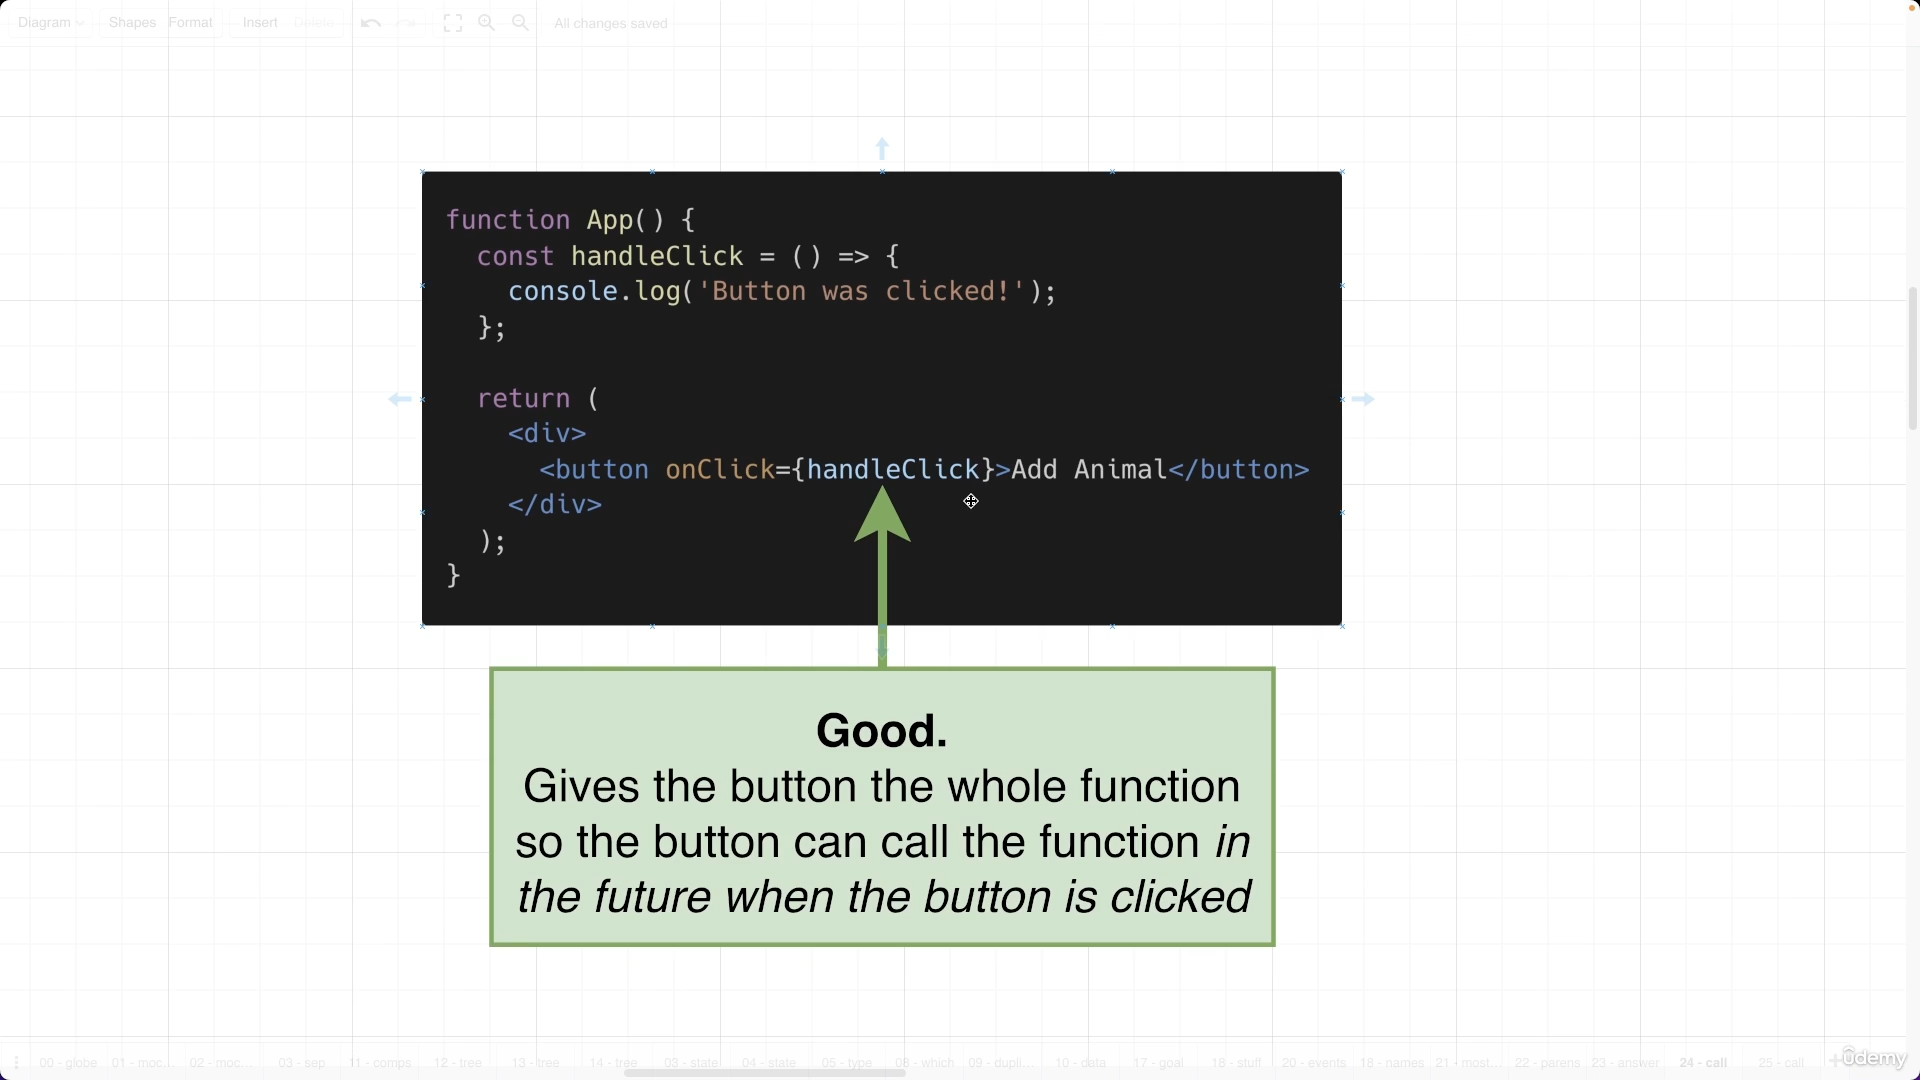 Diagram Shapes Format Insert Delete All changes saved
function App() {
  const handleClick = () => {
    console.log('Button was clicked!');
  };

  return (
    <div>
      <button onClick={handleClick}>Add Animal</button>
    </div>
  );
}
Good.
Gives the button the whole function
so the button can call the function in
the future when the button is clicked
00 - globe 01 - moc... 02 - moc... 03 - sep 11 - comps 12 - tree 13 - tree 14 - tree 03 - state 04 - state 05 - type 08 - which 09 - dupli... 10 - data 17 - goal 18 - stuff 20 - events 18 - names 21 - most... 22 - parens 23 - answer 24 - call 25 - call
ûdemy